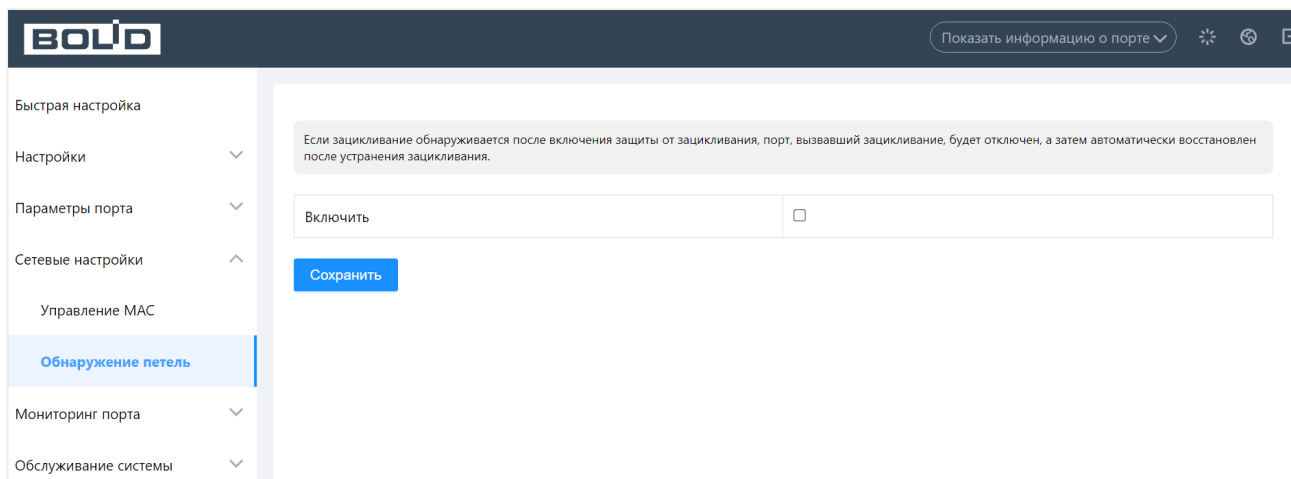 BOLID
Показать информацию о порте
Быстрая настройка
Настройки
Параметры порта
Сетевые настройки
Управление MAC
Обнаружение петель
Мониторинг порта
Обслуживание системы
Если зацикливание обнаруживается после включения защиты от зацикливания, порт, вызвавший зацикливание, будет отключен, а затем автоматически восстановлен
после устранения зацикливания.
Включить
Сохранить